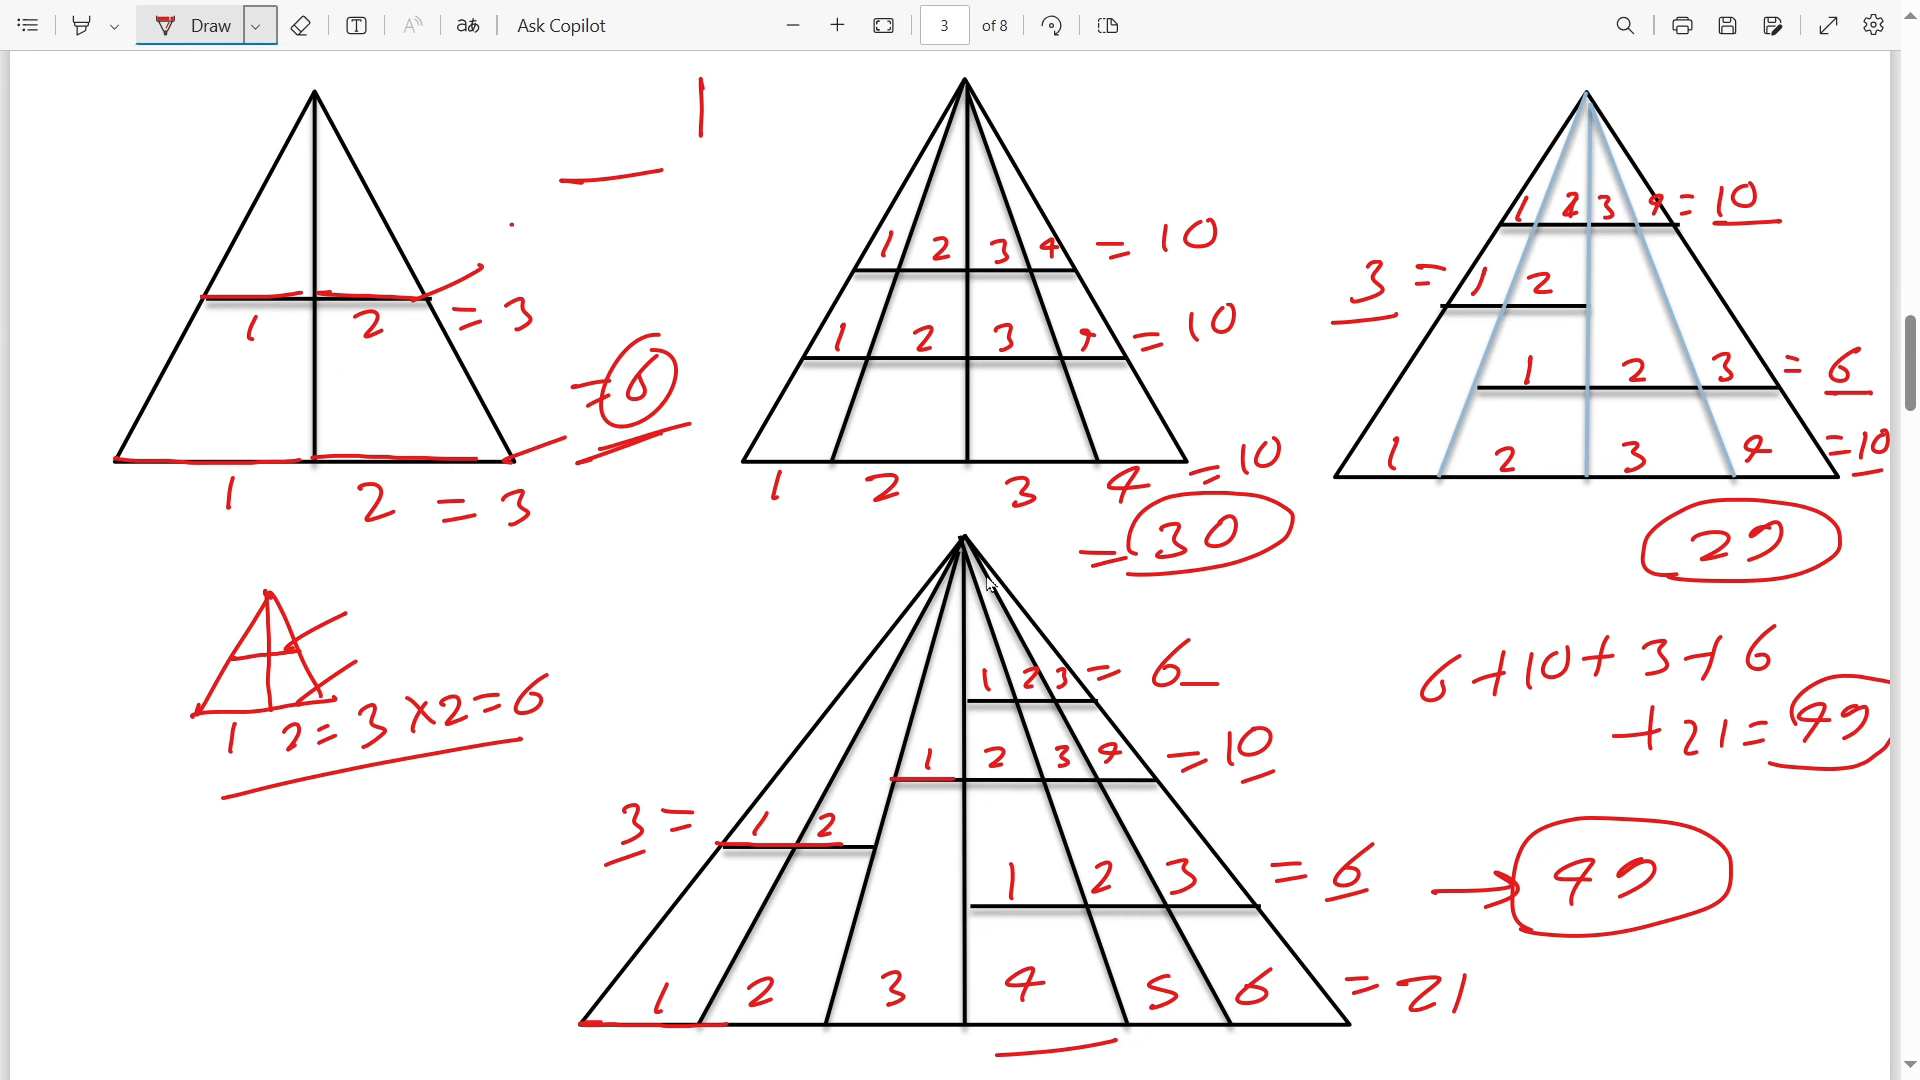 Draw
T
A
aあ
Ask Copilot
3 of 8
1
1 2 = 3
1 2 = 3
= 6
1 2 3 4 = 10
1 2 3 4 = 10
1 2 3 4 = 10
= 30
1 2 3 4 = 10
3 = 1 2
1 2 3 = 6
1 2 3 4 = 10
29
1 2 = 3 × 2 = 6
1 2 3 = 6
1 2 3 4 = 10
3 = 1 2
1 2 3 = 6
1 2 3 4 5 6 = 21
6 + 10 + 3 + 6
+ 21 = 49
49